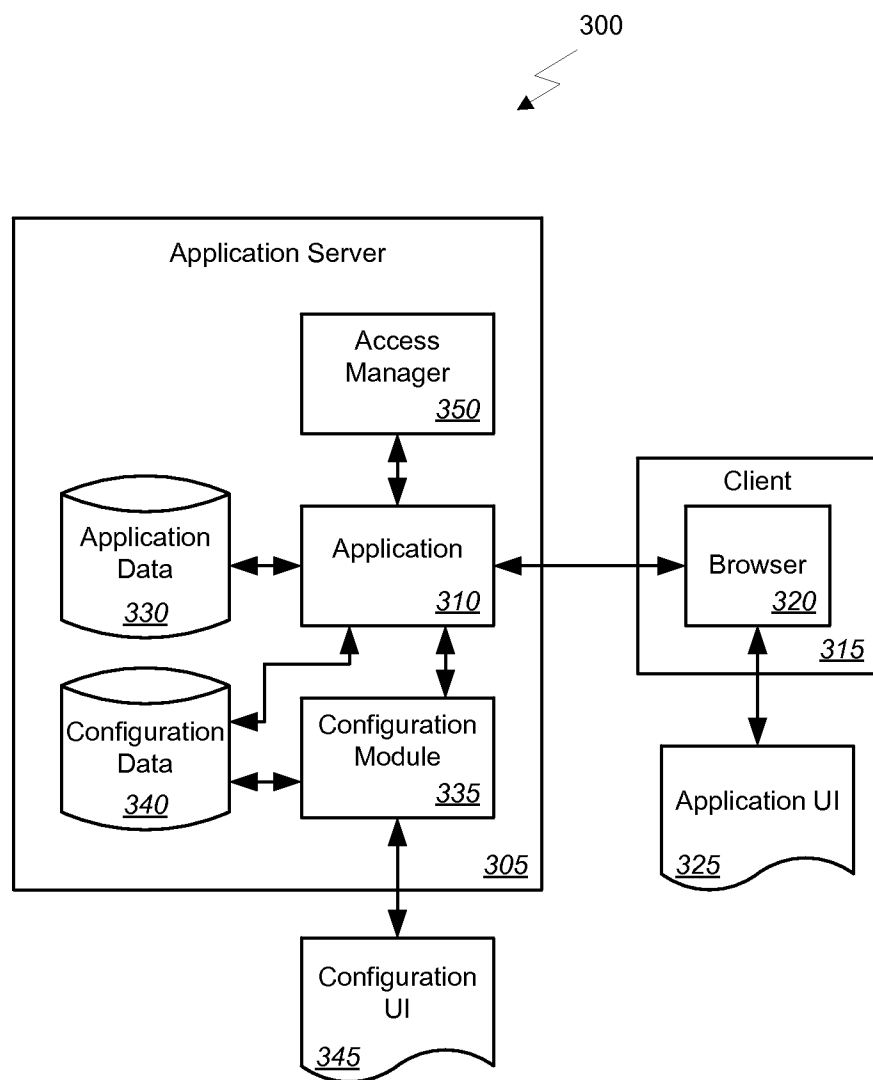 300
Application Server
Access
Manager
350
Application
Data
330
Application
310
Client
Browser
320
315
Configuration
Data
340
Configuration
Module
335
305
Application UI
325
Configuration
UI
345